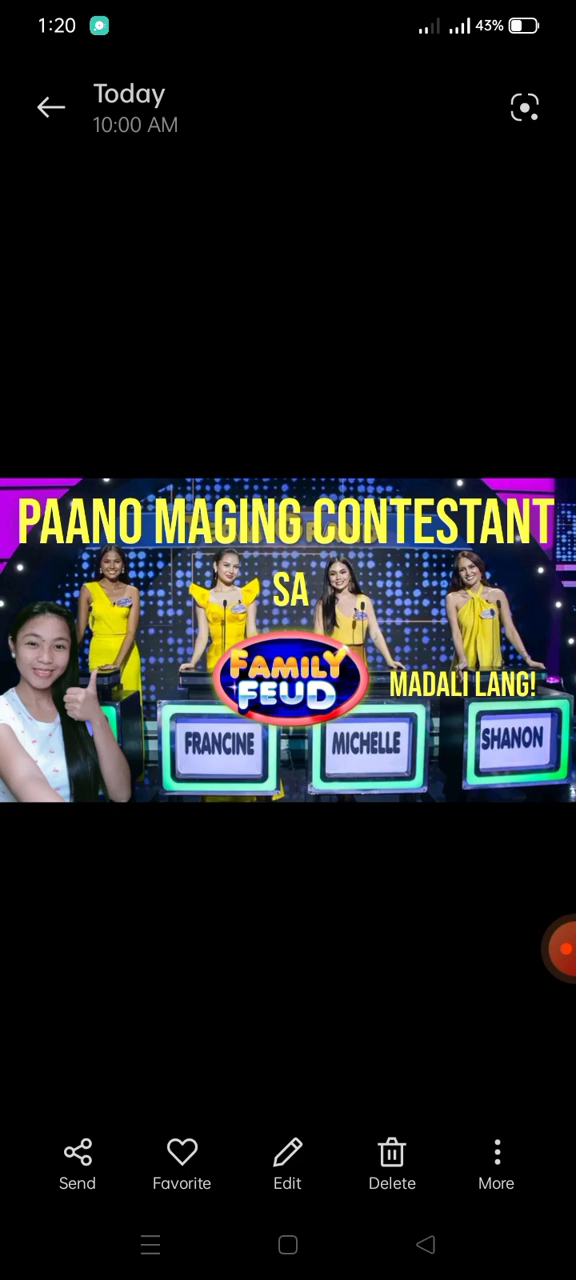 1:20
43%
Today
10:00 AM
PAANO MAGING CONTESTANT
SA
FAMILY
FEUD
MADALI LANG!
FRANCINE
MICHELLE
SHANON
Send
Favorite
Edit
Delete
More